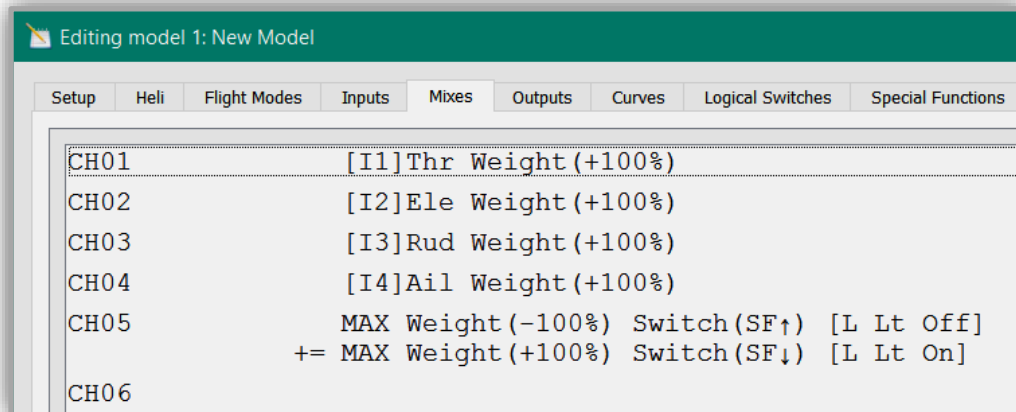 Editing model 1: New Model
Setup Heli Flight Modes Inputs Mixes Outputs Curves Logical Switches Special Functions
CH01 [I1]Thr Weight(+100%)
CH02 [I2]Ele Weight(+100%)
CH03 [I3]Rud Weight(+100%)
CH04 [I4]Ail Weight(+100%)
CH05 MAX Weight(-100%) Switch(SF↑) [L Lt Off]
+= MAX Weight(+100%) Switch(SF↓) [L Lt On]
CH06